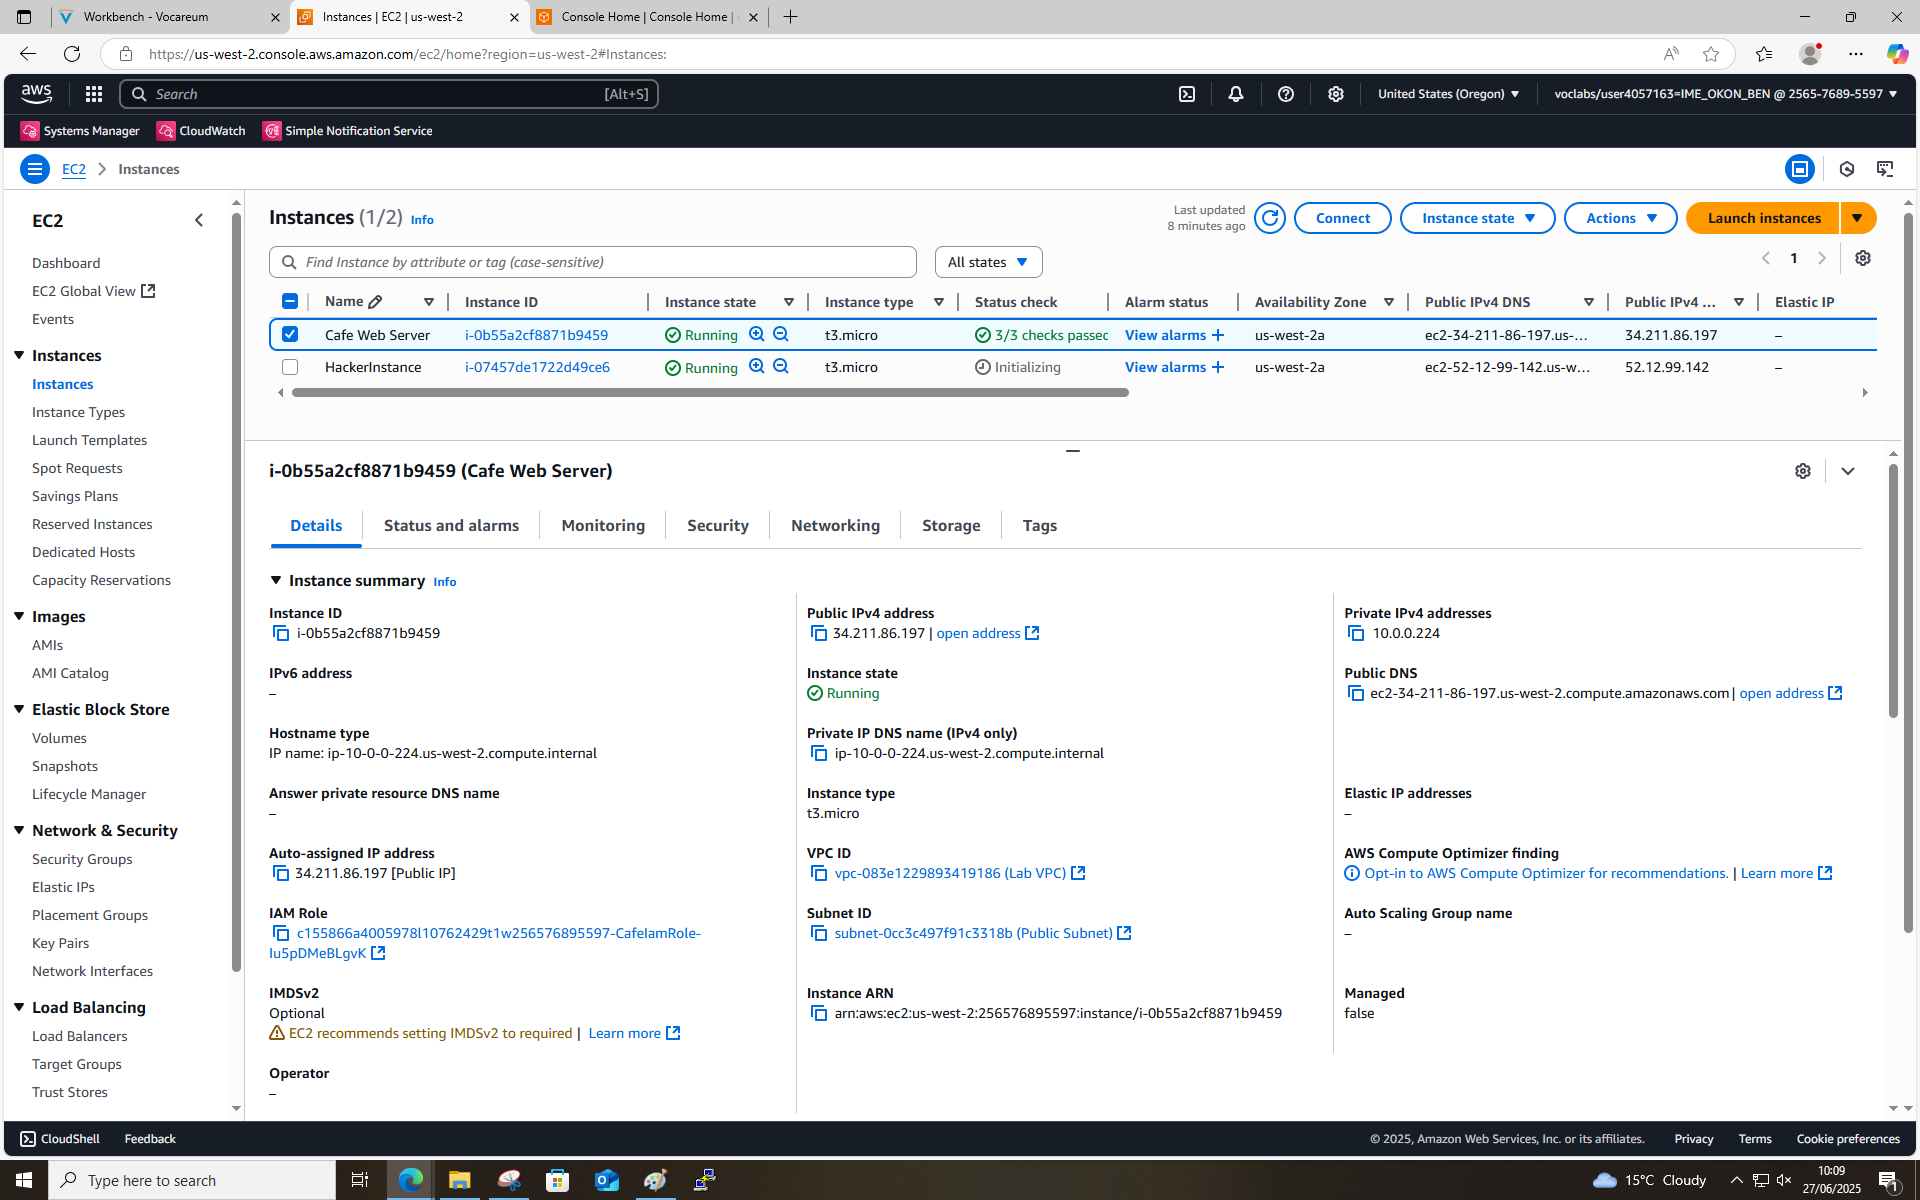 Workbench - Vocareum
Instances | EC2 | us-west-2
Console Home | Console Home |
https://us-west-2.console.aws.amazon.com/ec2/home?region=us-west-2#Instances:
aws
Search
[Alt+S]
United States (Oregon)
voclabs/user4057163=IME_OKON_BEN @ 2565-7689-5597
Systems Manager
CloudWatch
Simple Notification Service
EC2
Instances
EC2
Dashboard
EC2 Global View
Events
Instances
Instances
Instance Types
Launch Templates
Spot Requests
Savings Plans
Reserved Instances
Dedicated Hosts
Capacity Reservations
Images
AMIs
AMI Catalog
Elastic Block Store
Volumes
Snapshots
Lifecycle Manager
Network & Security
Security Groups
Elastic IPs
Placement Groups
Key Pairs
Network Interfaces
Load Balancing
Load Balancers
Target Groups
Trust Stores
Instances (1/2) Info
Last updated
8 minutes ago
Connect
Instance state
Actions
Launch instances
Find Instance by attribute or tag (case-sensitive)
All states
1
Name Instance ID Instance state Instance type Status check Alarm status Availability Zone Public IPv4 DNS Public IPv4 ... Elastic IP
Cafe Web Server i-0b55a2cf8871b9459 Running t3.micro 3/3 checks passec View alarms + us-west-2a ec2-34-211-86-197.us-... 34.211.86.197 –
HackerInstance i-07457de1722d49ce6 Running t3.micro Initializing View alarms + us-west-2a ec2-52-12-99-142.us-w... 52.12.99.142 –
i-0b55a2cf8871b9459 (Cafe Web Server)
Details
Status and alarms
Monitoring
Security
Networking
Storage
Tags
Instance summary Info
Instance ID
i-0b55a2cf8871b9459
Public IPv4 address
34.211.86.197 | open address
Private IPv4 addresses
10.0.0.224
IPv6 address
–
Instance state
Running
Public DNS
ec2-34-211-86-197.us-west-2.compute.amazonaws.com | open address
Hostname type
IP name: ip-10-0-0-224.us-west-2.compute.internal
Private IP DNS name (IPv4 only)
ip-10-0-0-224.us-west-2.compute.internal
Answer private resource DNS name
–
Instance type
t3.micro
Elastic IP addresses
–
Auto-assigned IP address
34.211.86.197 [Public IP]
VPC ID
vpc-083e1229893419186 (Lab VPC)
AWS Compute Optimizer finding
Opt-in to AWS Compute Optimizer for recommendations. | Learn more
IAM Role
c155866a4005978l10762429t1w256576895597-CafeIamRole-
Iu5pDMeBLgvK
Subnet ID
subnet-0cc3c497f91c3318b (Public Subnet)
Auto Scaling Group name
–
IMDSv2
Optional
EC2 recommends setting IMDSv2 to required | Learn more
Instance ARN
arn:aws:ec2:us-west-2:256576895597:instance/i-0b55a2cf8871b9459
Managed
false
Operator
–
CloudShell
Feedback
© 2025, Amazon Web Services, Inc. or its affiliates.
Privacy
Terms
Cookie preferences
Type here to search
15°C Cloudy
10:09
27/06/2025
1